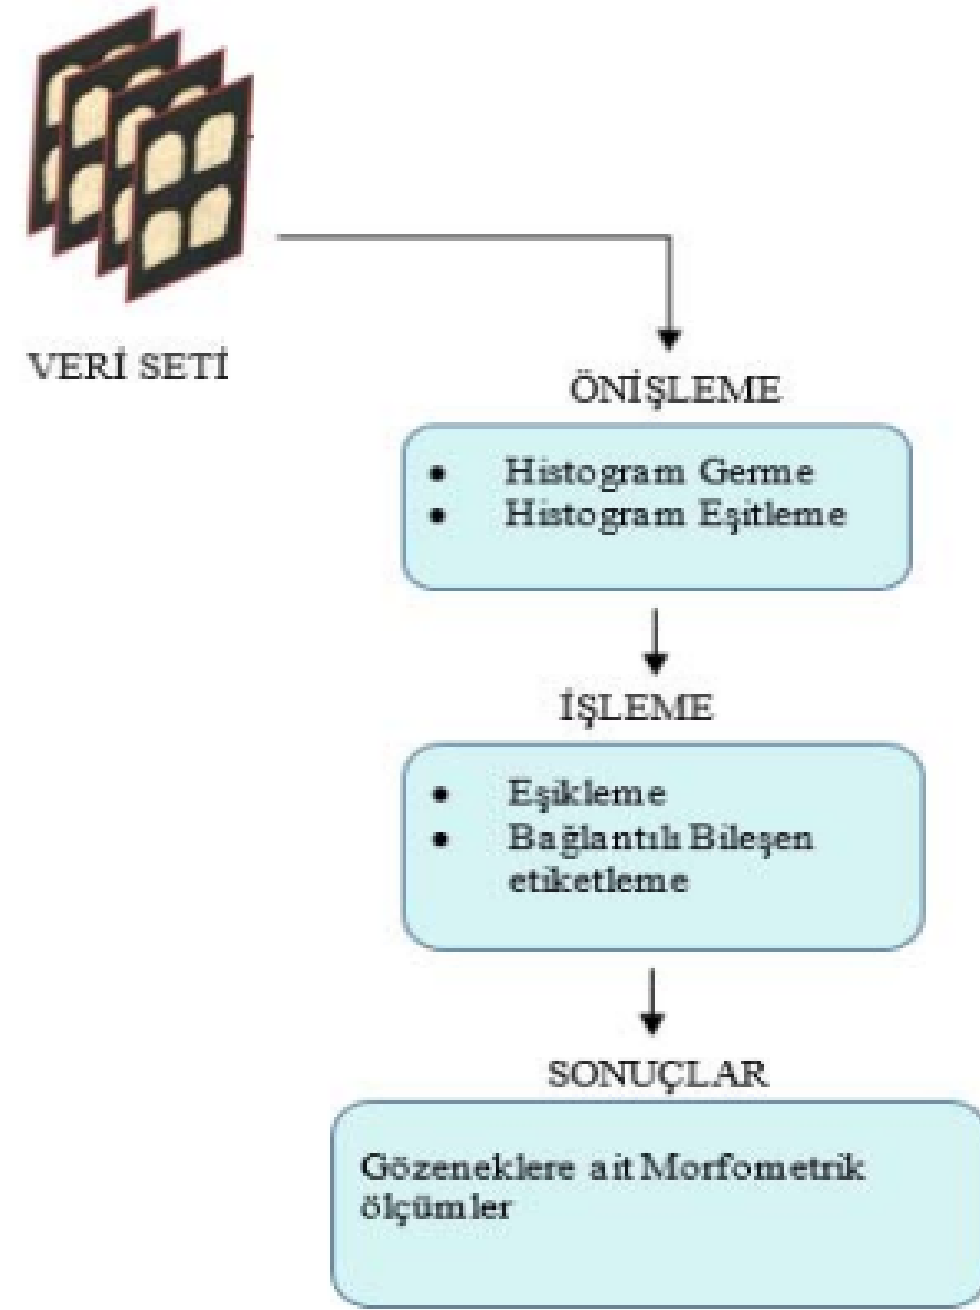 VERİ SETİ
ÖNİŞLEME
• Histogram Germe
• Histogram Eşitleme
İŞLEME
• Eşikleme
• Bağlantılı Bileşen
etiketleme
SONUÇLAR
Gözeneklere ait Morfometrik
ölçümler